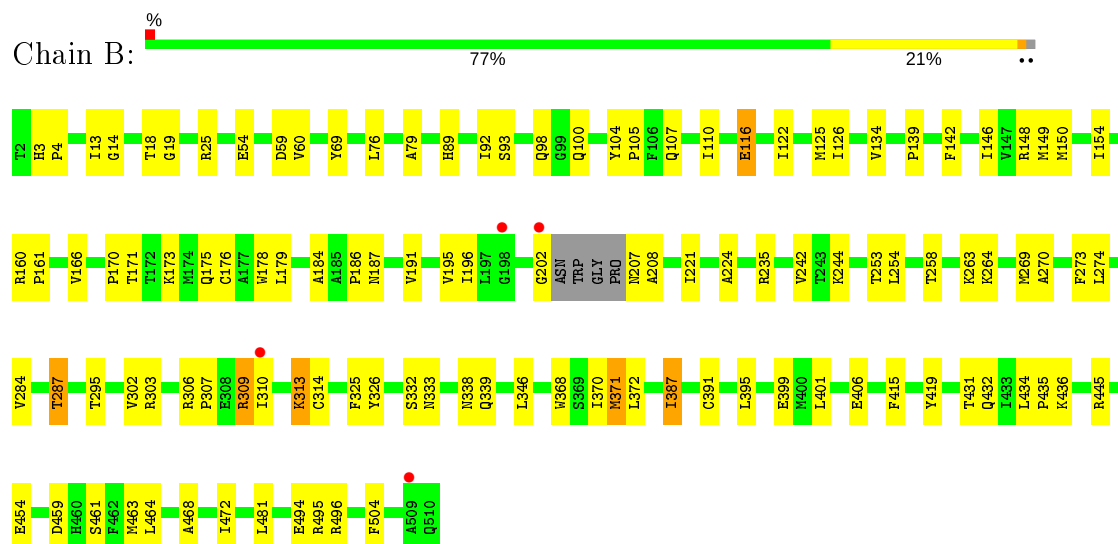 %
Chain B:
77% 21% ••
T2 H3 P4 I13 G14 T18 G19 R25 E54 D59 V60 Y69 L76 A79 H89 I92 S93 Q98 G99 Q100 Y104 P105 F106 Q107 I110 E116 I122 M125 I126 V134 P139 F142 I146 V147 R148 M149 M150 I154
R160 P161 V166 P170 T171 T172 K173 M174 Q175 C176 A177 W178 L179 A184 A185 P186 N187 V191 V195 I196 L197 G198 G202 ASN TRP GLY PRO N207 A208 I221 A224 R235 V242 T243 K244 T253 L254 T258 K263 K264 M269 A270 F273 L274
V284 T287 T295 V302 R303 R306 P307 E308 R309 I310 K313 C314 F325 Y326 S332 N333 N338 Q339 L346 W368 S369 I370 M371 L372 I387 C391 L395 E399 M400 L401 E406 F415 Y419 T431 Q432 I433 L434 P435 K436 R445
E454 D459 H460 S461 F462 M463 L464 A468 I472 L481 E494 R495 R496 F504 A509 Q510